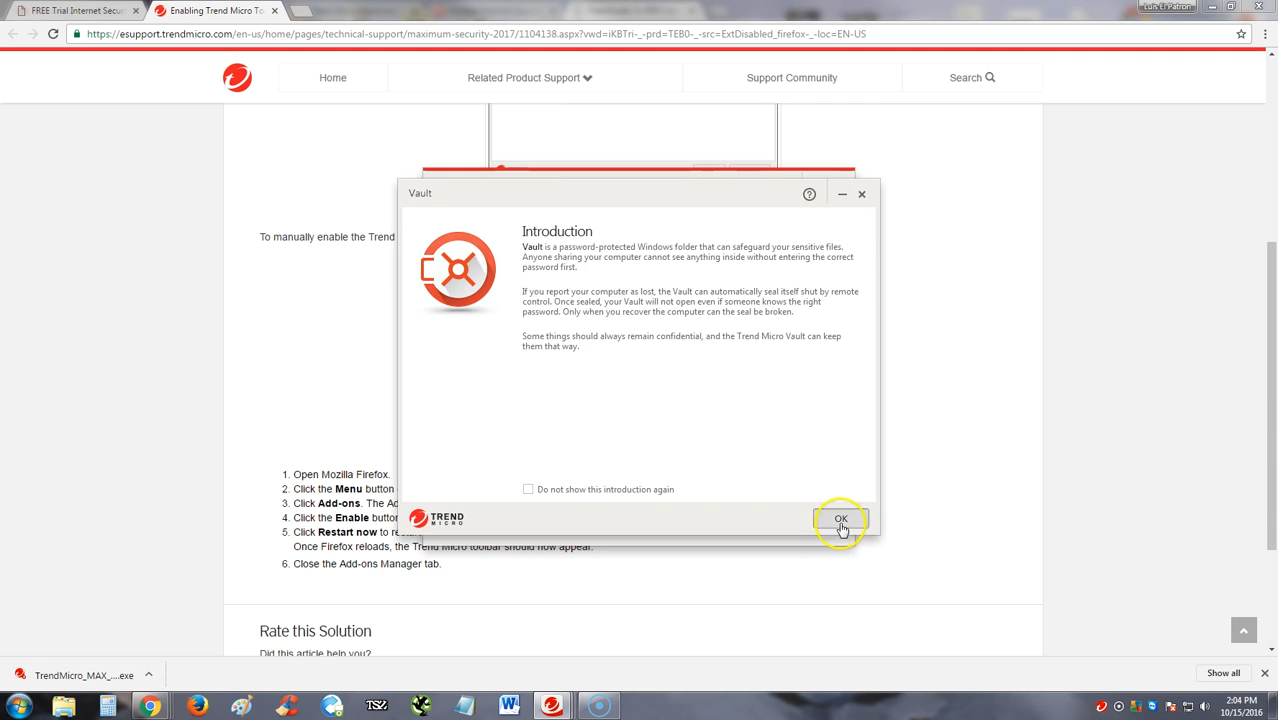 FREE Trial Internet Secu
Enabling Trend Micro To
Luis El Patron
https://esupport.trendmicro.com/en-us/home/pages/technical-support/maximum-security-2017/1104138.aspx?vwd=iKBTri-_-prd=TEB0-_-src=ExtDisabled_firefox-_-loc=EN-US
Home
Related Product Support
Support Community
Search
To manually enable the Trend
Vault
?
Introduction
Vault is a password-protected Windows folder that can safeguard your sensitive files.
Anyone sharing your computer cannot see anything inside without entering the correct
password first.
If you report your computer as lost, the Vault can automatically seal itself shut by remote
control. Once sealed, your Vault will not open even if someone knows the right
password. Only when you recover the computer can the seal be broken.
Some things should always remain confidential, and the Trend Micro Vault can keep
them that way.
Do not show this introduction again
TREND
MICRO
OK
1. Open Mozilla Firefox.
2. Click the Menu button
3. Click Add-ons. The Ad
4. Click the Enable button
5. Click Restart now to
Once Firefox reloads, the Trend Micro toolbar should now appear.
6. Close the Add-ons Manager tab.
Rate this Solution
Did this article help you?
TrendMicro_MAX_....exe
Show all
TSZ
W
2:04 PM
10/15/2016